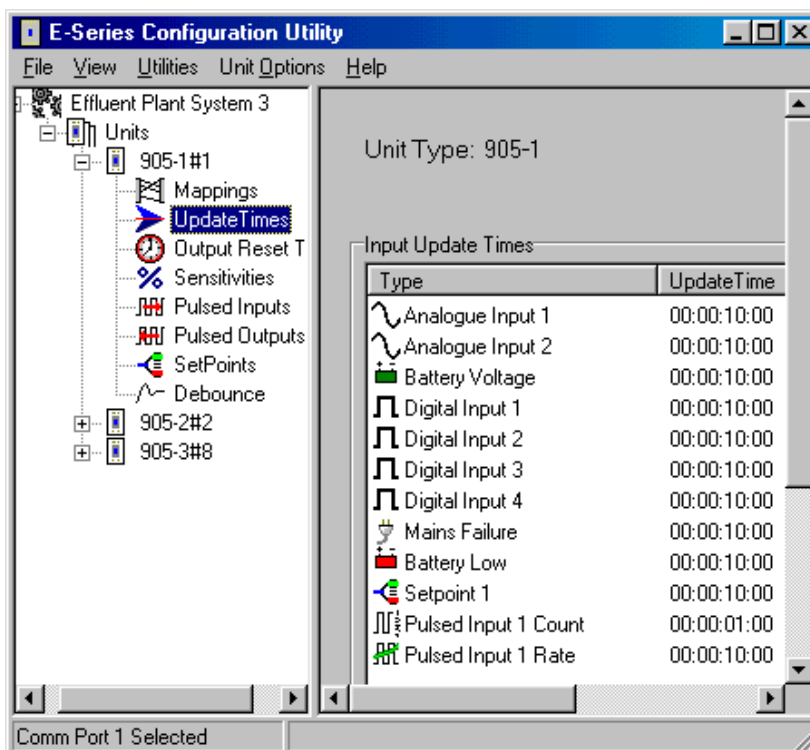 E-Series Configuration Utility
File View Utilities Unit Options Help
Effluent Plant System 3
Units
905-1#1
Mappings
UpdateTimes
Output Reset T
Sensitivities
Pulsed Inputs
Pulsed Outputs
SetPoints
Debounce
905-2#2
905-3#8
Unit Type: 905-1
Input Update Times
Type UpdateTime
Analogue Input 1 00:00:10:00
Analogue Input 2 00:00:10:00
Battery Voltage 00:00:10:00
Digital Input 1 00:00:10:00
Digital Input 2 00:00:10:00
Digital Input 3 00:00:10:00
Digital Input 4 00:00:10:00
Mains Failure 00:00:10:00
Battery Low 00:00:10:00
Setpoint 1 00:00:10:00
Pulsed Input 1 Count 00:00:01:00
Pulsed Input 1 Rate 00:00:10:00
Comm Port 1 Selected